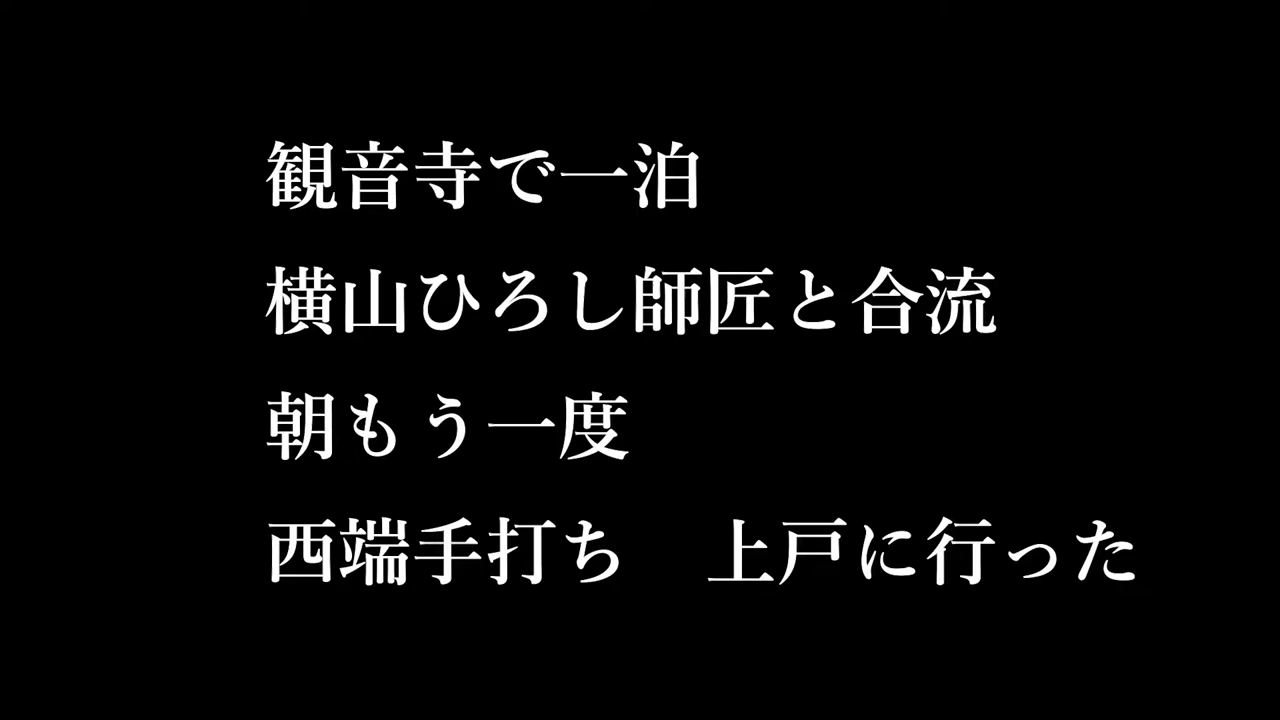 観音寺で一泊
横山ひろし師匠と合流
朝もう一度
西端手打ち　上戸に行った